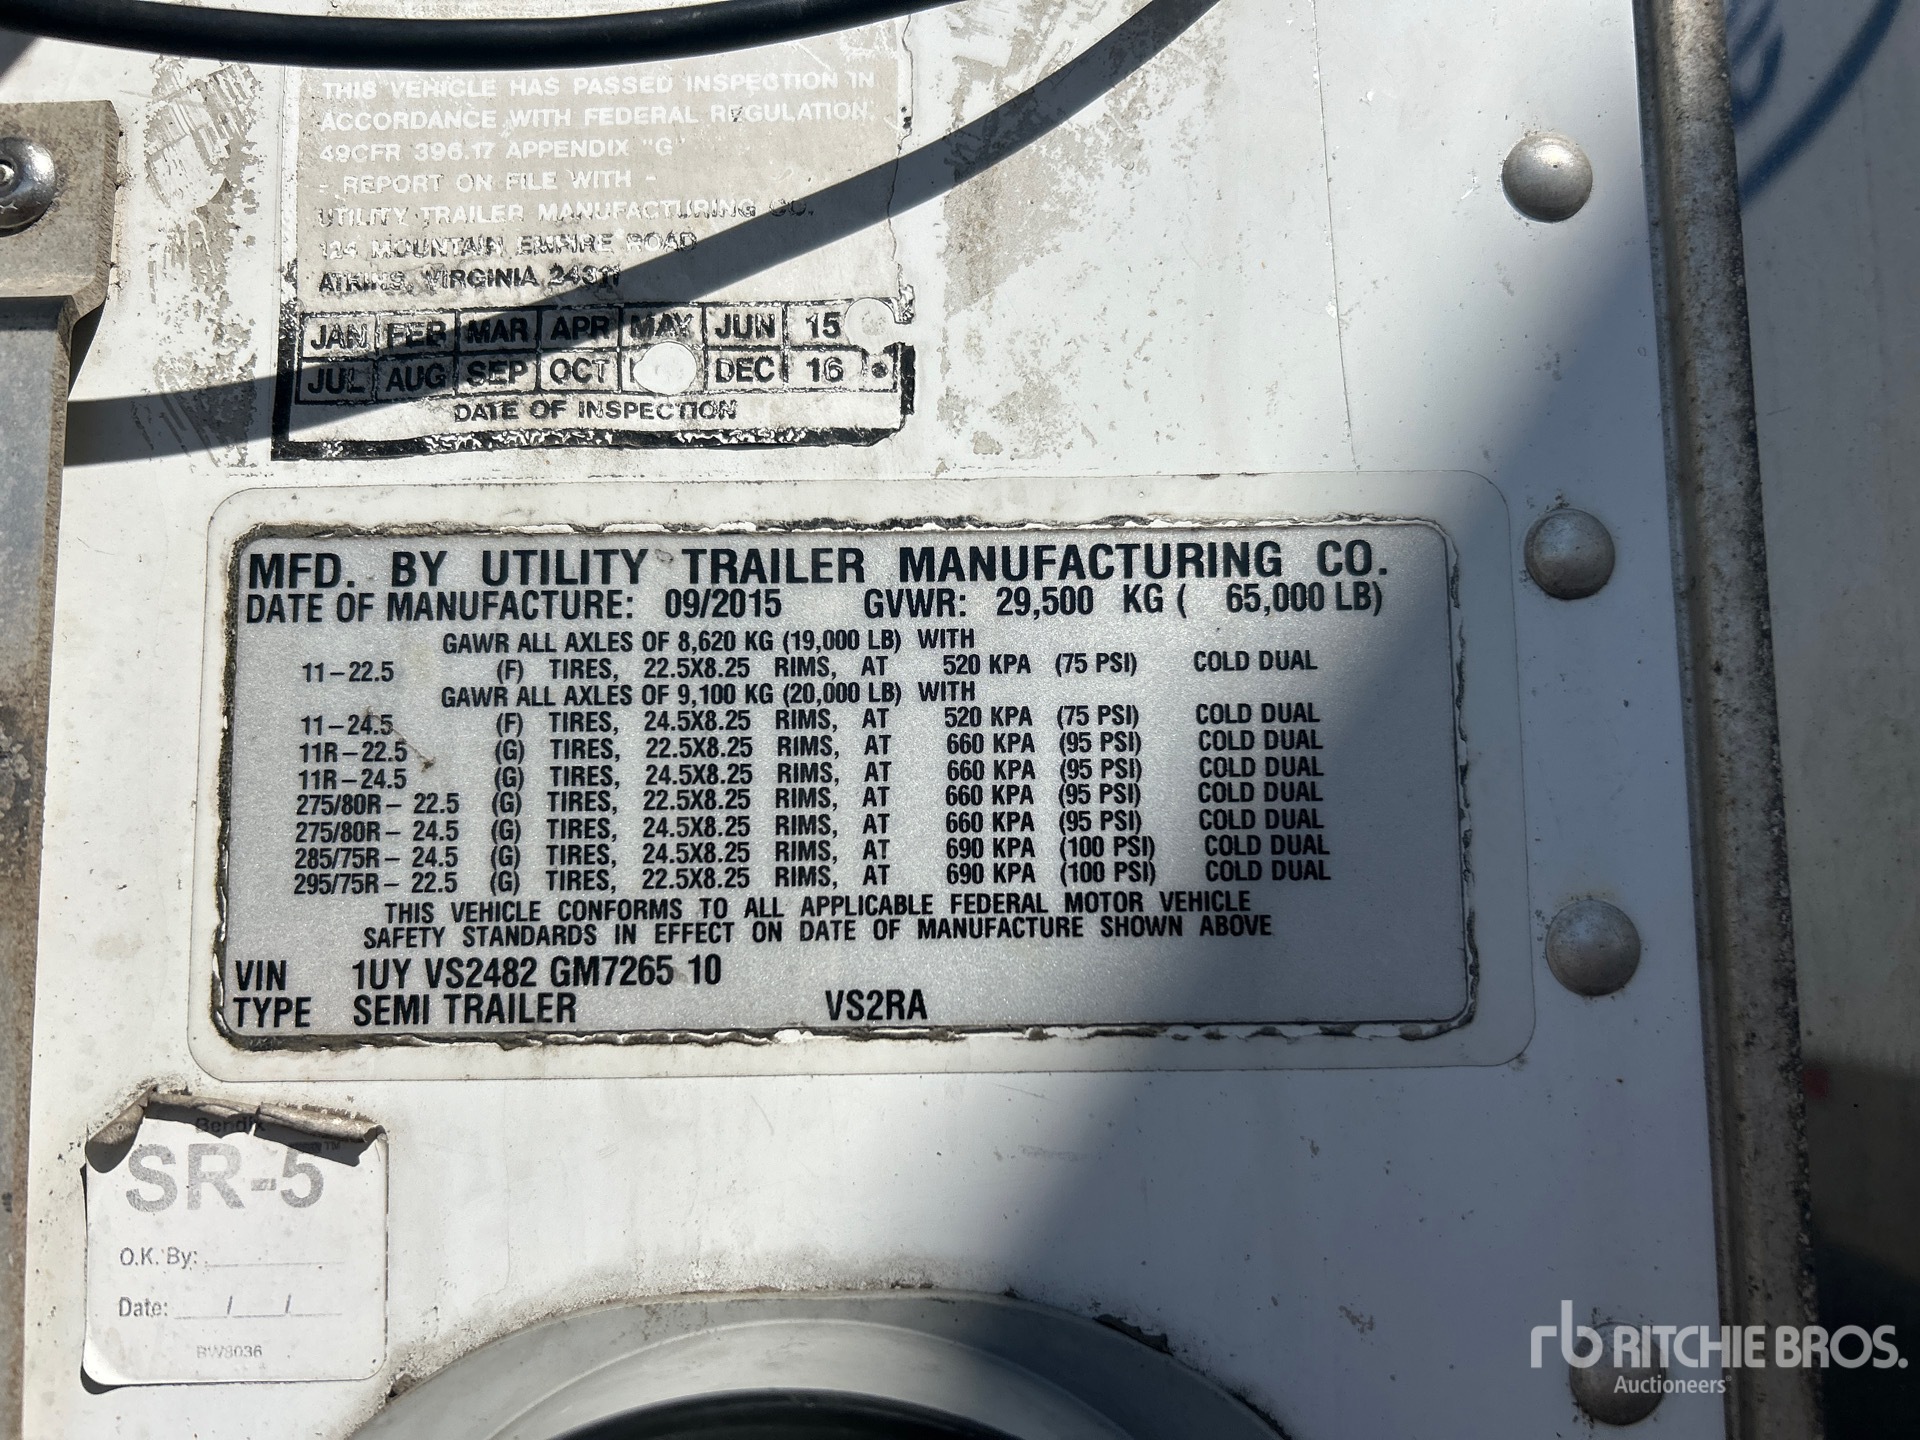 THIS VEHICLE HAS PASSED INSPECTION IN
ACCORDANCE WITH FEDERAL REGULATION,
49CFR 396.17 APPENDIX "G"
- REPORT ON FILE WITH -
UTILITY TRAILER MANUFACTURING CO.
124 MOUNTAIN EMPIRE ROAD
ATKINS, VIRGINIA 24311
JAN FEB MAR APR MAY JUN 15
JUL AUG SEP OCT DEC 16
DATE OF INSPECTION
MFD. BY UTILITY TRAILER MANUFACTURING CO.
DATE OF MANUFACTURE: 09/2015 GVWR: 29,500 KG ( 65,000 LB)
GAWR ALL AXLES OF 8,620 KG (19,000 LB) WITH
11-22.5 (F) TIRES, 22.5X8.25 RIMS, AT 520 KPA (75 PSI) COLD DUAL
GAWR ALL AXLES OF 9,100 KG (20,000 LB) WITH
11-24.5 (F) TIRES, 24.5X8.25 RIMS, AT 520 KPA (75 PSI) COLD DUAL
11R-22.5 (G) TIRES, 22.5X8.25 RIMS, AT 660 KPA (95 PSI) COLD DUAL
11R-24.5 (G) TIRES, 24.5X8.25 RIMS, AT 660 KPA (95 PSI) COLD DUAL
275/80R- 22.5 (G) TIRES, 22.5X8.25 RIMS, AT 660 KPA (95 PSI) COLD DUAL
275/80R- 24.5 (G) TIRES, 24.5X8.25 RIMS, AT 660 KPA (95 PSI) COLD DUAL
285/75R- 24.5 (G) TIRES, 24.5X8.25 RIMS, AT 690 KPA (100 PSI) COLD DUAL
295/75R- 22.5 (G) TIRES, 22.5X8.25 RIMS, AT 690 KPA (100 PSI) COLD DUAL
THIS VEHICLE CONFORMS TO ALL APPLICABLE FEDERAL MOTOR VEHICLE
SAFETY STANDARDS IN EFFECT ON DATE OF MANUFACTURE SHOWN ABOVE
VIN 1UY VS2482 GM7265 10
TYPE SEMI TRAILER VS2RA
Bendix
SR-5
O.K. By:
Date: / /
BW8036
rb RITCHIE BROS.
Auctioneers